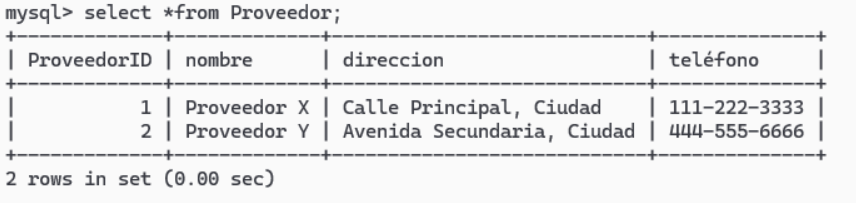 mysql> select *from Proveedor;
+-------------+-------------+----------------------------+--------------+
| ProveedorID | nombre      | direccion                  | teléfono     |
+-------------+-------------+----------------------------+--------------+
|           1 | Proveedor X | Calle Principal, Ciudad    | 111-222-3333 |
|           2 | Proveedor Y | Avenida Secundaria, Ciudad | 444-555-6666 |
+-------------+-------------+----------------------------+--------------+
2 rows in set (0.00 sec)